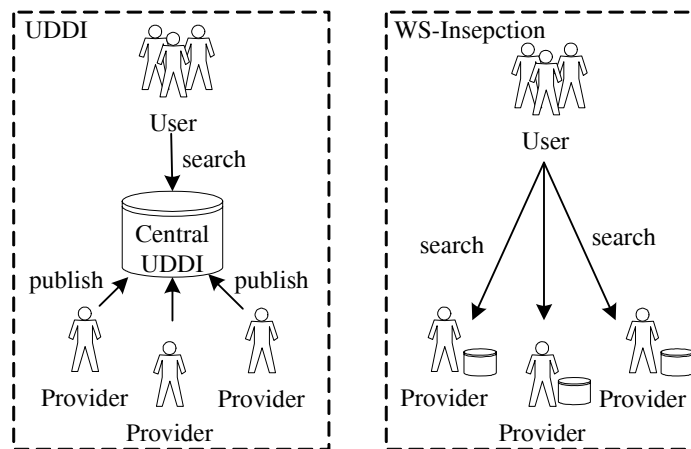 UDDI
User
search
Central
UDDI
publish
publish
Provider
Provider
Provider
WS-Insepction
User
search
search
Provider
Provider
Provider